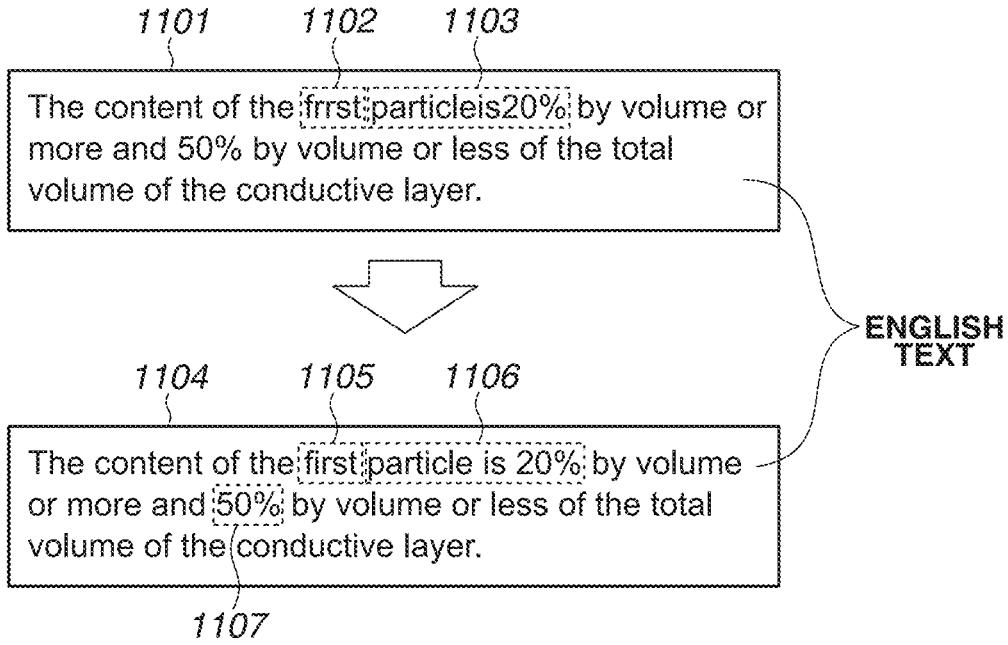 1101 1102 1103
The content of the frrst particleis20% by volume or
more and 50% by volume or less of the total
volume of the conductive layer.
ENGLISH
TEXT
1104 1105 1106
The content of the first particle is 20% by volume
or more and 50% by volume or less of the total
volume of the conductive layer.
1107